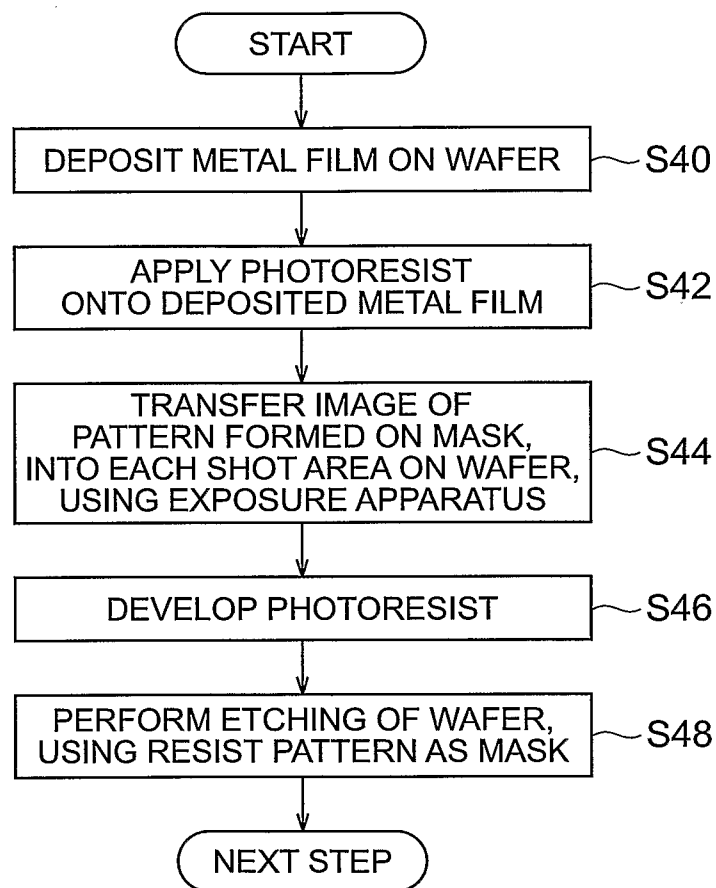 START
DEPOSIT METAL FILM ON WAFER
S40
APPLY PHOTORESIST
ONTO DEPOSITED METAL FILM
S42
TRANSFER IMAGE OF
PATTERN FORMED ON MASK,
INTO EACH SHOT AREA ON WAFER,
USING EXPOSURE APPARATUS
S44
DEVELOP PHOTORESIST
S46
PERFORM ETCHING OF WAFER,
USING RESIST PATTERN AS MASK
S48
NEXT STEP